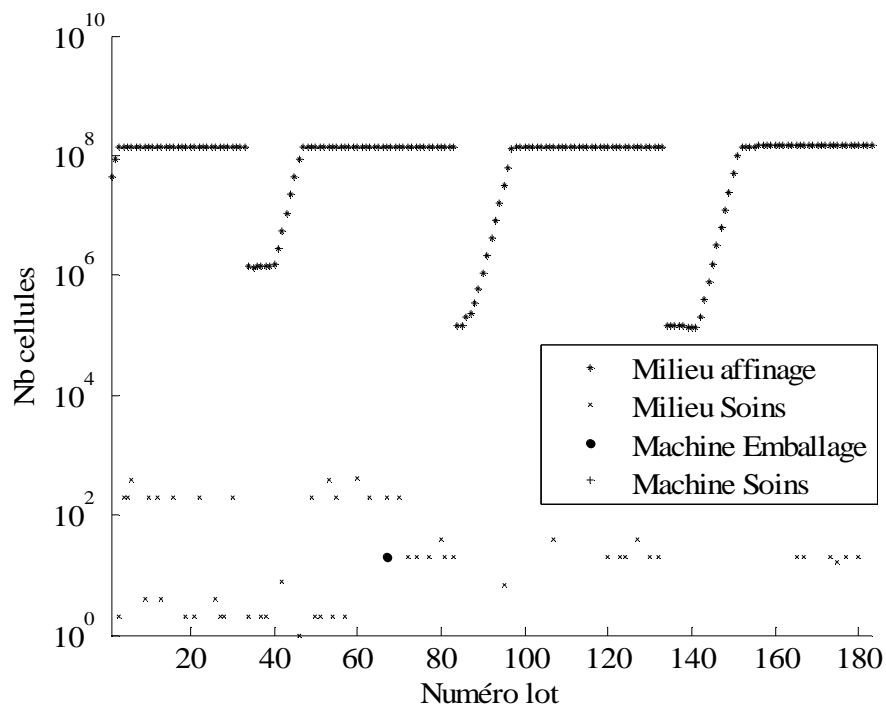 10^10
10^8
10^6
10^4
10^2
10^0
Nb cellules
Milieu affinage
Milieu Soins
Machine Emballage
Machine Soins
20 40 60 80 100 120 140 160 180
Numéro lot